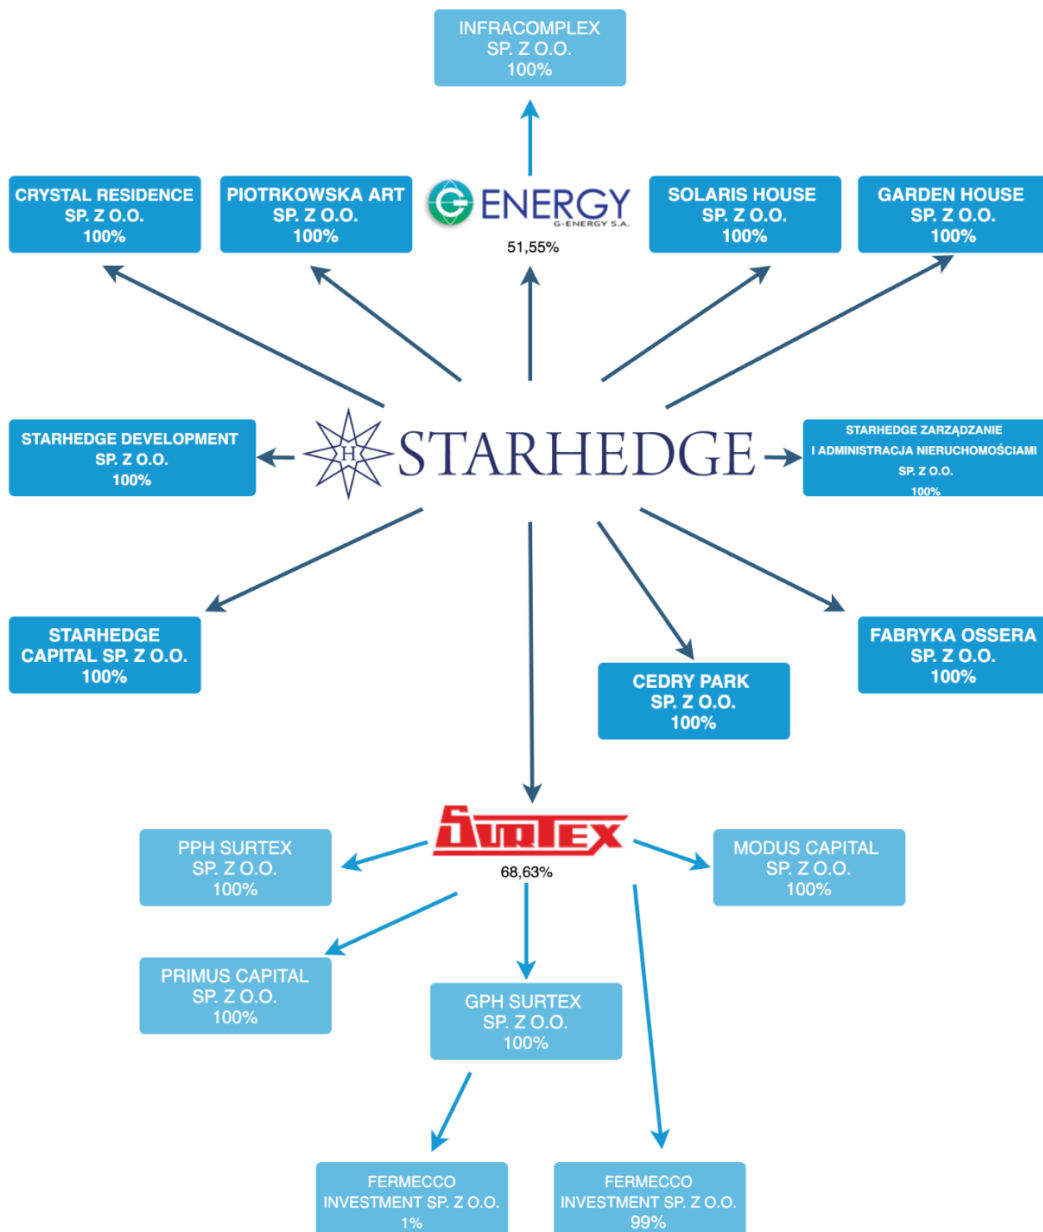 INFRACOMPLEX
SP. Z O.O.
100%
CRYSTAL RESIDENCE
SP. Z O.O.
100%
PIOTRKOWSKA ART
SP. Z O.O.
100%
G ENERGY
G-ENERGY S.A.
51,55%
SOLARIS HOUSE
SP. Z O.O.
100%
GARDEN HOUSE
SP. Z O.O.
100%
STARHEDGE DEVELOPMENT
SP. Z O.O.
100%
H STARHEDGE
STARHEDGE ZARZĄDZANIE
I ADMINISTRACJA NIERUCHOMOŚCIAMI
SP. Z O.O.
100%
STARHEDGE
CAPITAL SP. Z O.O.
100%
CEDRY PARK
SP. Z O.O.
100%
FABRYKA OSSERA
SP. Z O.O.
100%
SURTEX
68,63%
PPH SURTEX
SP. Z O.O.
100%
MODUS CAPITAL
SP. Z O.O.
100%
PRIMUS CAPITAL
SP. Z O.O.
100%
GPH SURTEX
SP. Z O.O.
100%
FERMECCO
INVESTMENT SP. Z O.O.
1%
FERMECCO
INVESTMENT SP. Z O.O.
99%